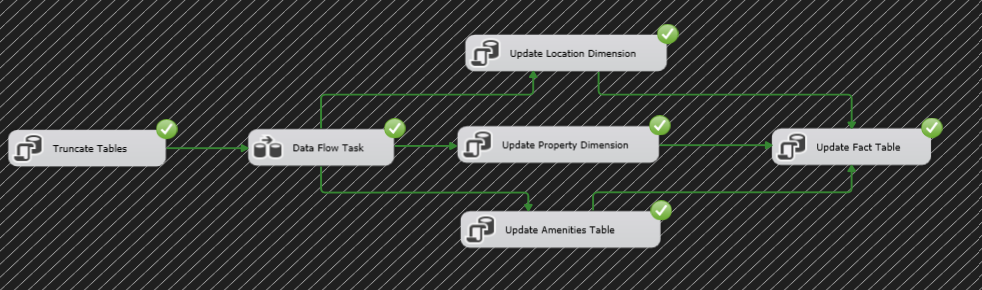 Update Location Dimension
Truncate Tables
Data Flow Task
Update Property Dimension
Update Fact Table
Update Amenities Table